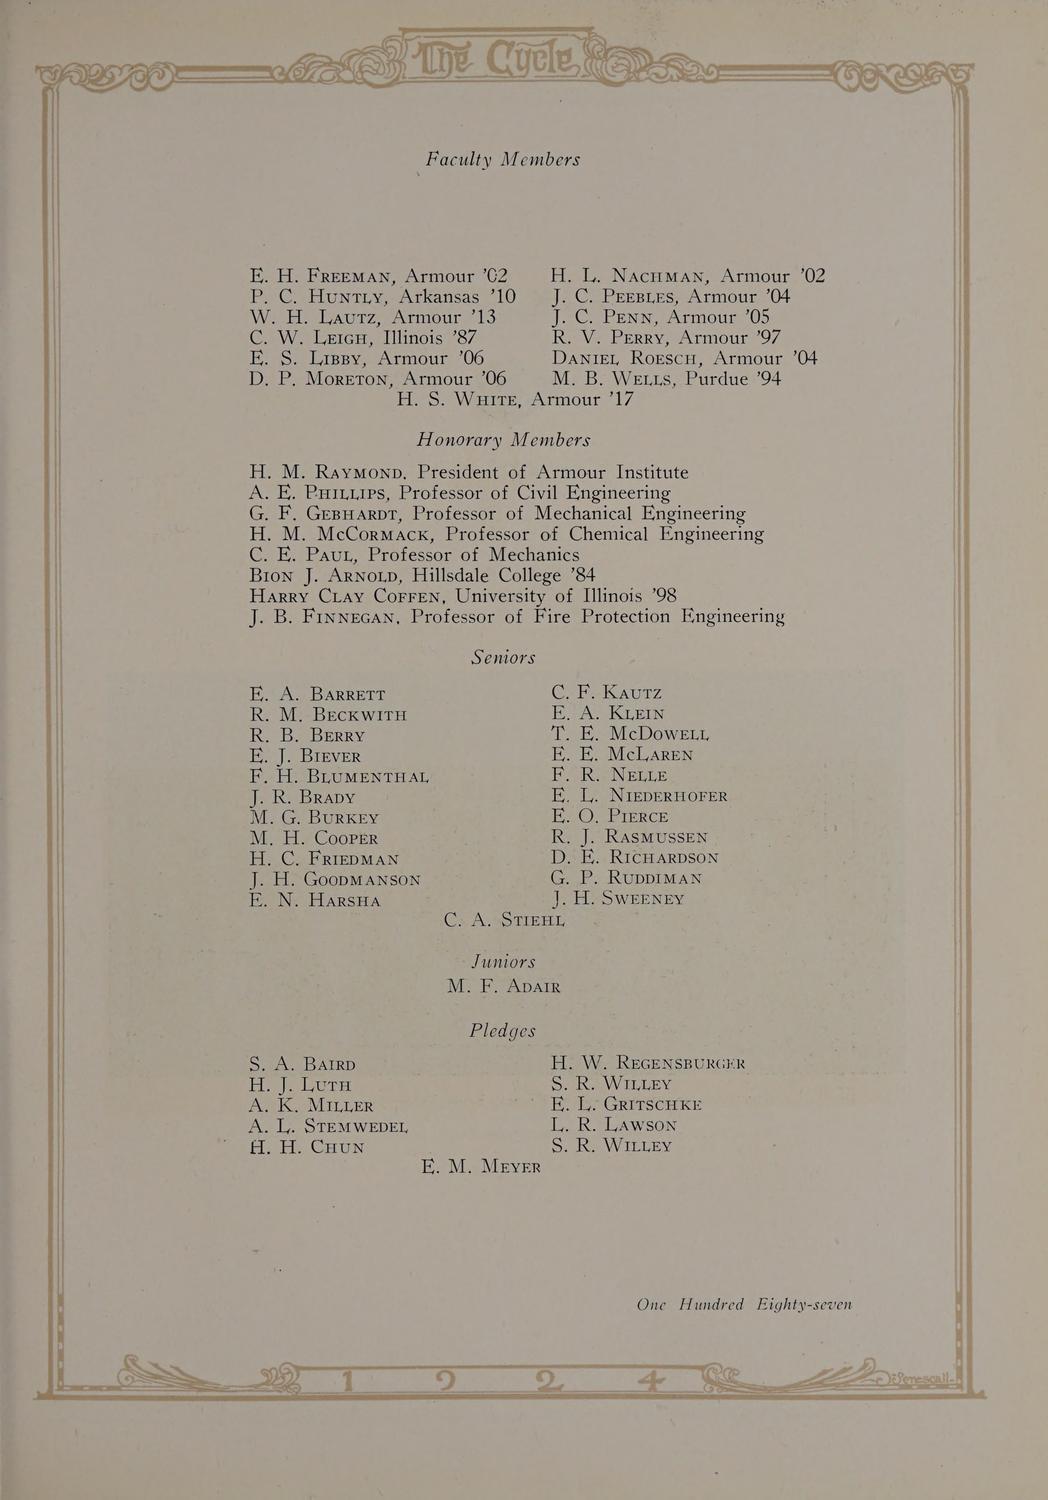 The Cycle
Faculty Members
E. H. FREEMAN, Armour '02
P. C. HUNTLY, Arkansas '10
W. H. LAUTZ, Armour '13
C. W. LEIGH, Illinois '87
E. S. LIBBY, Armour '06
D. P. MORETON, Armour '06
H. L. NACHMAN, Armour '02
J. C. PEEBLES, Armour '04
J. C. PENN, Armour '05
R. V. PERRY, Armour '97
DANIEL ROESCH, Armour '04
M. B. WELLS, Purdue '94
H. S. WHITE, Armour '17
Honorary Members
H. M. RAYMOND, President of Armour Institute
A. E. PHILLIPS, Professor of Civil Engineering
G. F. GEBHARDT, Professor of Mechanical Engineering
H. M. MCCORMACK, Professor of Chemical Engineering
C. E. PAUL, Professor of Mechanics
BION J. ARNOLD, Hillsdale College '84
HARRY CLAY COFFEN, University of Illinois '98
J. B. FINNEGAN, Professor of Fire Protection Engineering
Seniors
E. A. BARRETT
R. M. BECKWITH
R. B. BERRY
E. J. BIEVER
F. H. BLUMENTHAL
J. R. BRADY
M. G. BURKEY
M. H. COOPER
H. C. FRIEDMAN
J. H. GOODMANSON
E. N. HARSHA
C. F. KAUTZ
E. A. KLEIN
T. E. MCDOWELL
E. E. MCLAREN
F. R. NELLE
E. L. NIEDERHOFER
E. O. PIERCE
R. J. RASMUSSEN
D. E. RICHARDSON
G. P. RUDDIMAN
J. H. SWEENEY
C. A. STIEHL
Juniors
M. F. ADAIR
Pledges
S. A. BAIRD
H. J. LUTH
A. K. MILLER
A. L. STEMWEDEL
H. H. CHUN
H. W. REGENSBURGER
S. R. WILLEY
E. L. GRITSCHKE
L. R. LAWSON
S. R. WILLEY
E. M. MEYER
One Hundred Eighty-seven
1 9 2 4